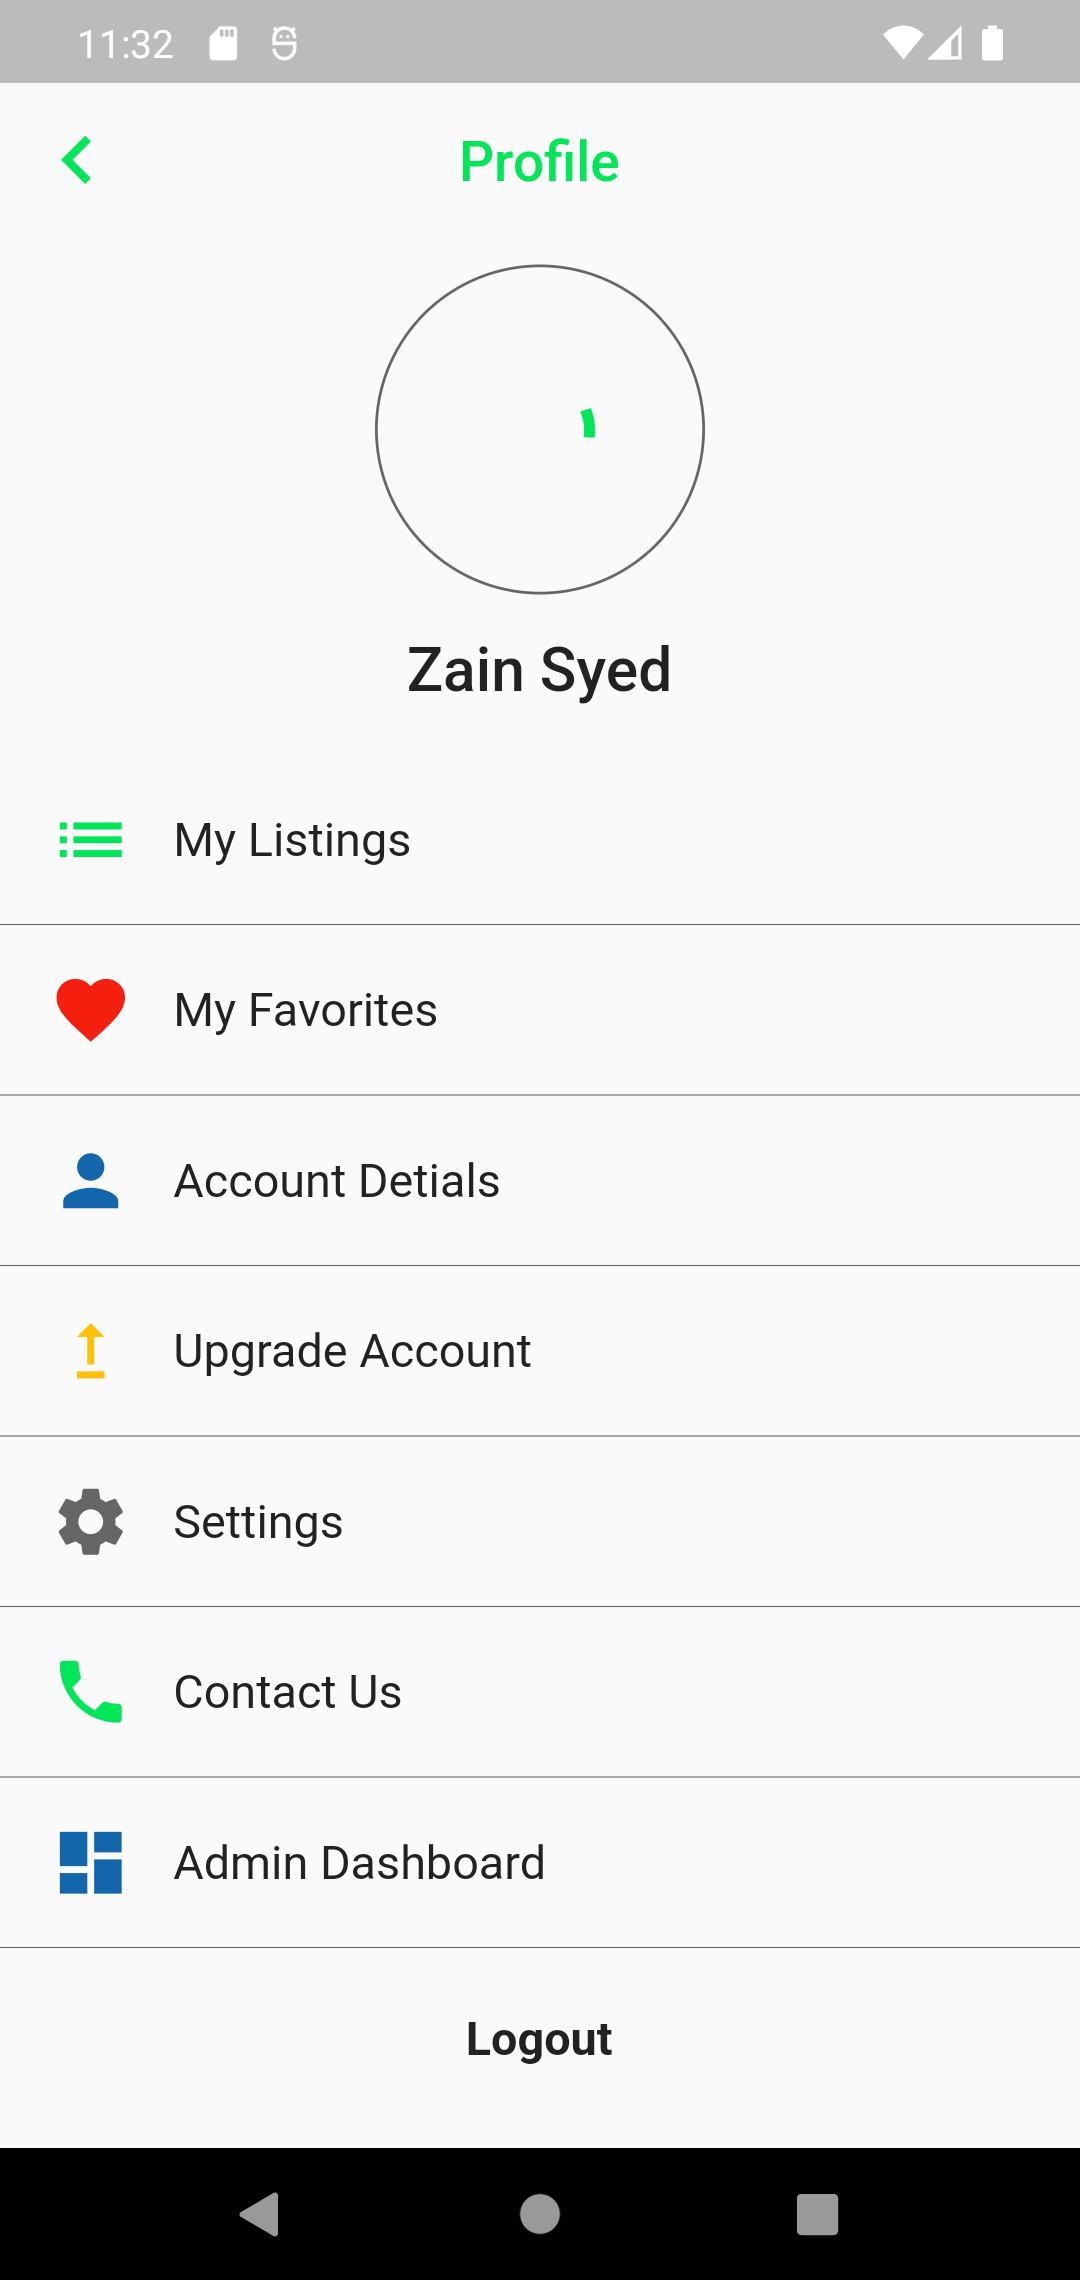 11:32
Profile
Zain Syed
My Listings
My Favorites
Account Detials
Upgrade Account
Settings
Contact Us
Admin Dashboard
Logout